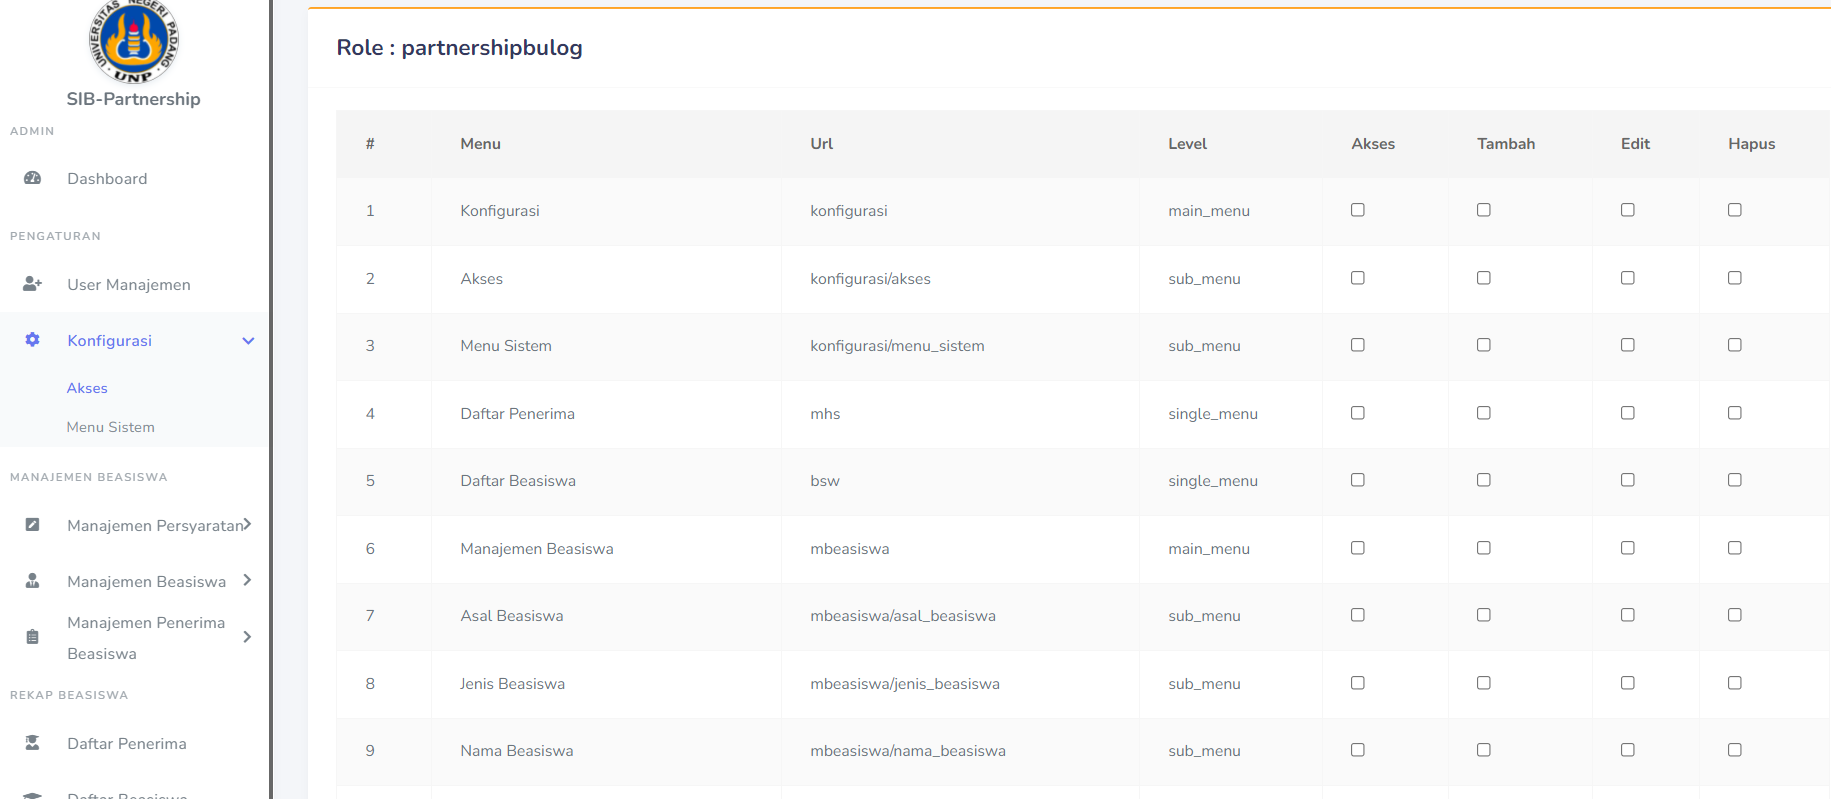 UNIVERSITAS NEGERI PADANG
UNP
SIB-Partnership
ADMIN
Dashboard
PENGATURAN
User Manajemen
Konfigurasi
Akses
Menu Sistem
MANAJEMEN BEASISWA
Manajemen Persyaratan
Manajemen Beasiswa
Manajemen Penerima
Beasiswa
REKAP BEASISWA
Daftar Penerima
Daftar Beasiswa
Role : partnershipbulog
# Menu Url Level Akses Tambah Edit Hapus
1 Konfigurasi konfigurasi main_menu
2 Akses konfigurasi/akses sub_menu
3 Menu Sistem konfigurasi/menu_sistem sub_menu
4 Daftar Penerima mhs single_menu
5 Daftar Beasiswa bsw single_menu
6 Manajemen Beasiswa mbeasiswa main_menu
7 Asal Beasiswa mbeasiswa/asal_beasiswa sub_menu
8 Jenis Beasiswa mbeasiswa/jenis_beasiswa sub_menu
9 Nama Beasiswa mbeasiswa/nama_beasiswa sub_menu